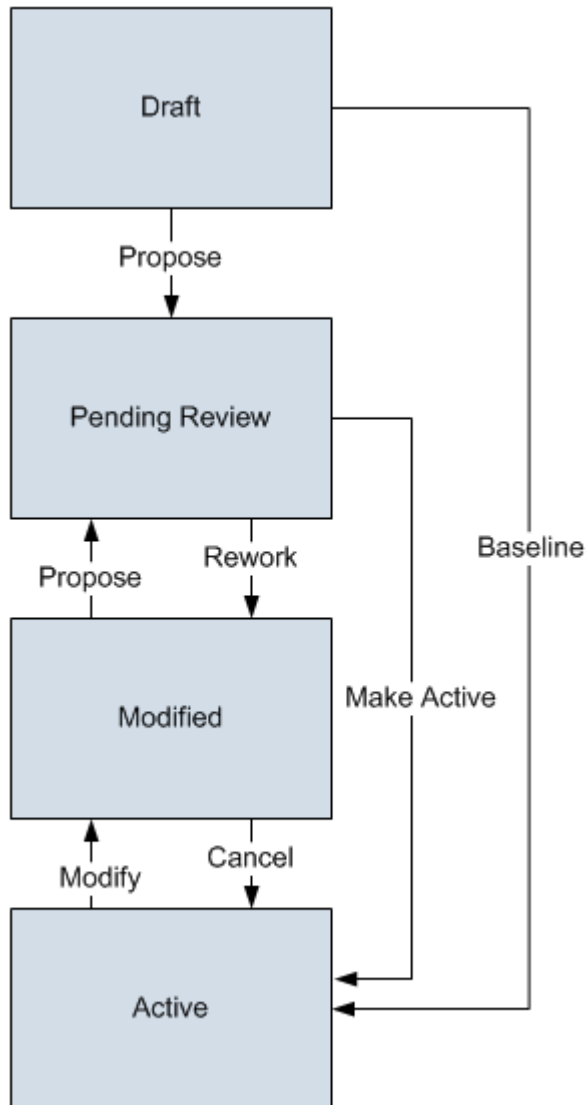 Draft
Propose
Pending Review
Baseline
Rework
Propose
Make Active
Modified
Cancel
Modify
Active